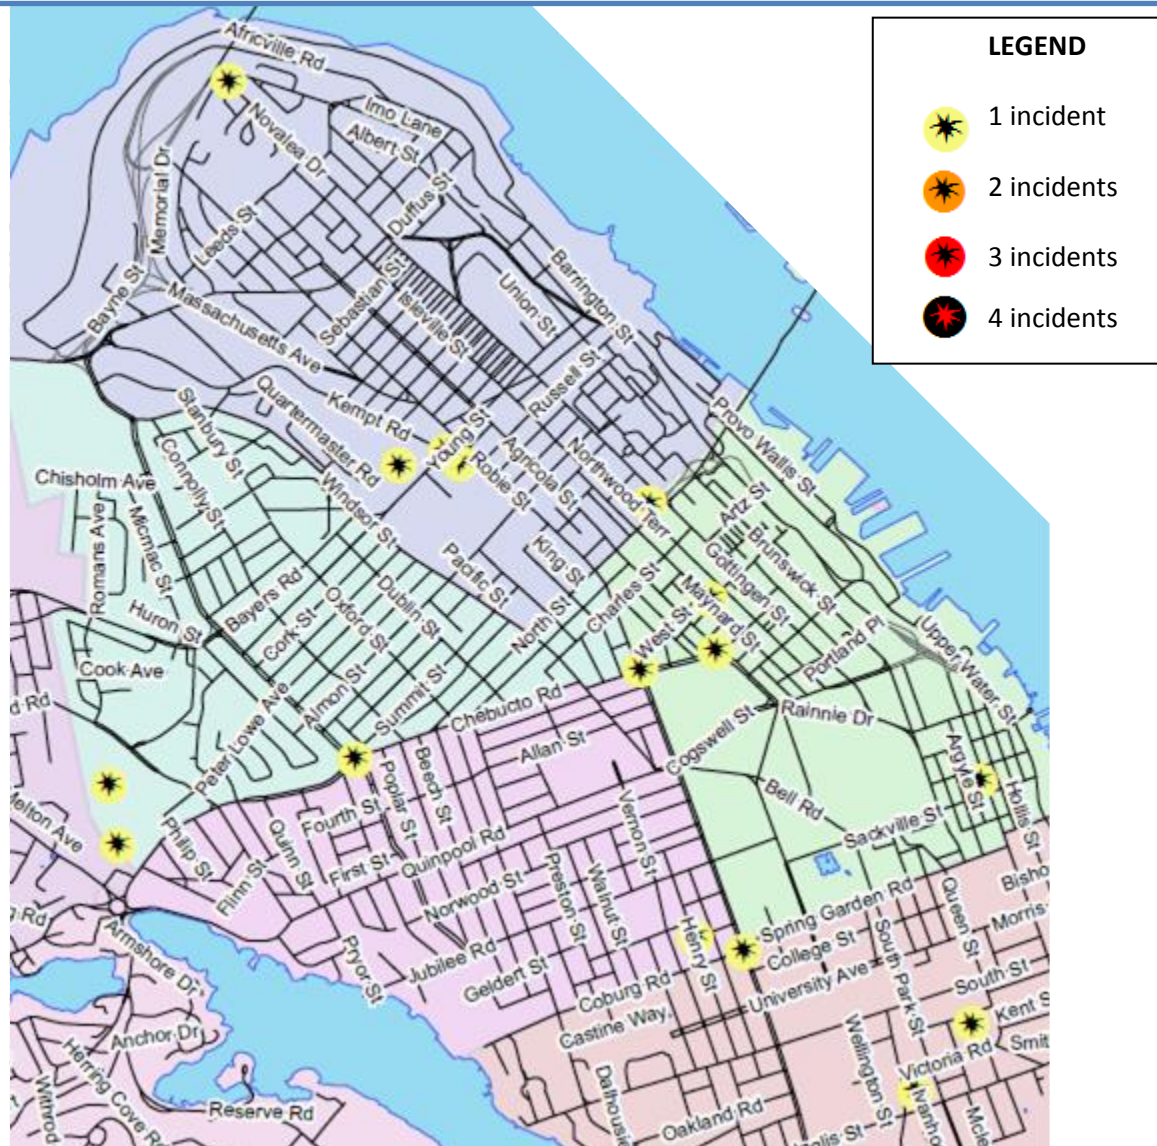 LEGEND
1 incident
2 incidents
3 incidents
4 incidents
Africville Rd
Imo Lane
Albert St
Novalea Dr
Memorial Dr
Duffus St
Leeds St
Barrington St
Bayne St
Sebastian St
Union St
Isleville St
Massachusetts Ave
Russell St
Kempt Rd
Quartermaster Rd
Stanbury St
Provo Wallis St
Young St
Agricola St
Northwood Terr
Robie St
Connolly St
Chisholm Ave
Windsor St
Artz St
Romans Ave
Micmac St
Brunswick St
Gottingen St
King St
Pacific St
Charles St
Dublin St
Bayers Rd
Oxford St
Maynard St
Huron St
Cork St
North St
West St
Portland Pl
Upper Water St
Cook Ave
d Rd
Almon St
Summit St
Chebucto Rd
Rainnie Dr
Peter Lowe Ave
Allan St
Cogswell St
Argyle St
Hollis St
Beech St
Poplar St
Bell Rd
Melton Ave
Fourth St
Vernon St
Sackville St
Philip St
Quinn St
First St
Quinpool Rd
Flinn St
Norwood St
Preston St
Walnut St
Queen St
Bisho
Spring Garden Rd
Morris
g Rd
Armshore Dr
Pryor St
Jubilee Rd
Henry St
College St
South Park St
Geldert St
Coburg Rd
University Ave
South St
Castine Way
Kent S
Anchor Dr
Wellington St
Victoria Rd
Smit
Herring Cove Rd
Withrod
Reserve Rd
Dalhousie
Oakland Rd
Ivanho